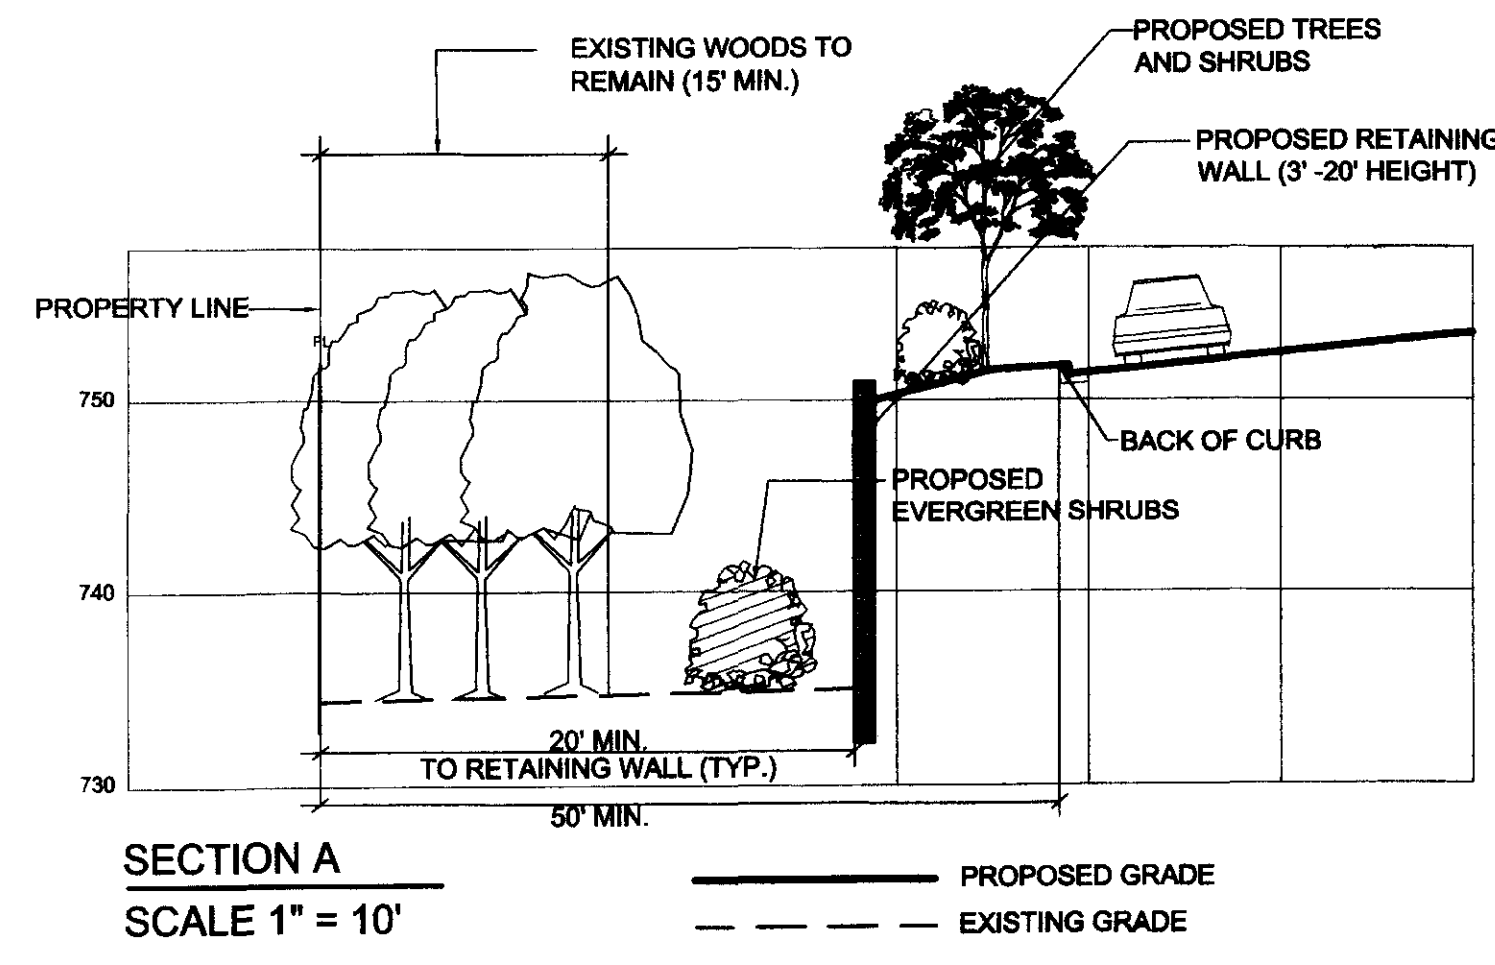 EXISTING WOODS TO
REMAIN (15' MIN.)
PROPOSED TREES
AND SHRUBS
PROPOSED RETAINING
WALL (3' -20' HEIGHT)
PROPERTY LINE
PL
750
BACK OF CURB
PROPOSED
EVERGREEN SHRUBS
740
20' MIN.
TO RETAINING WALL (TYP.)
730
50' MIN.
SECTION A
SCALE 1" = 10'
PROPOSED GRADE
EXISTING GRADE